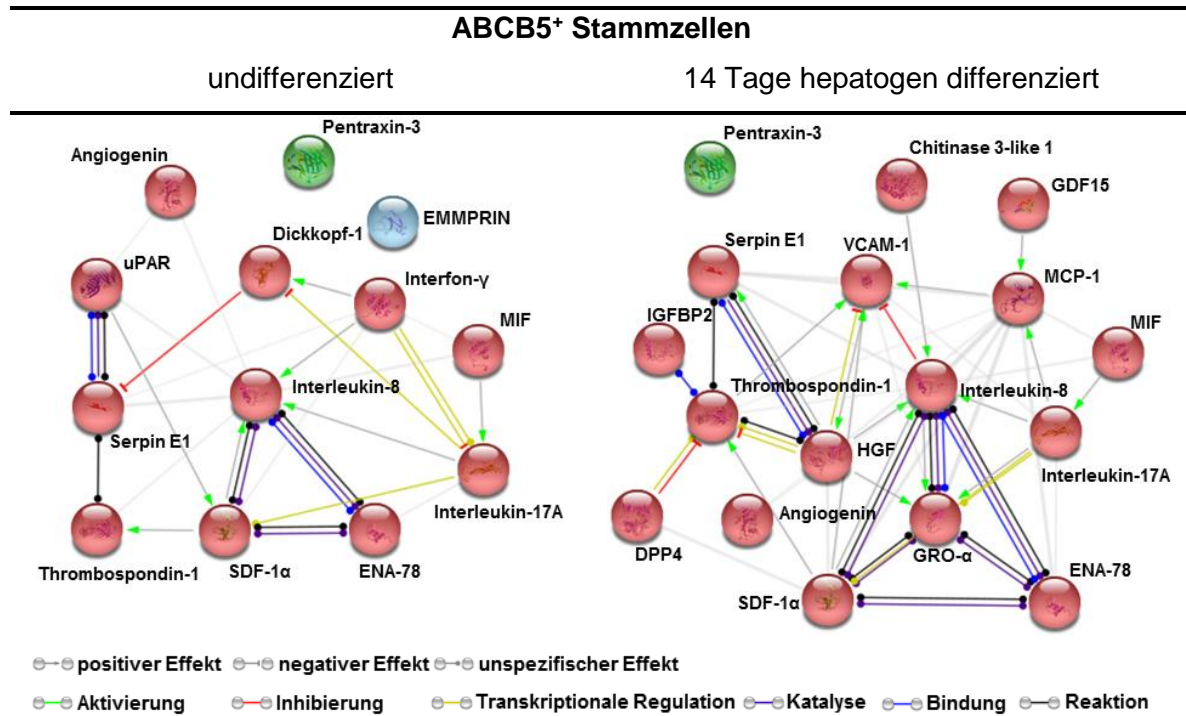 ABCB5⁺ Stammzellen
undifferenziert
14 Tage hepatogen differenziert
Pentraxin-3
Angiogenin
EMMPRIN
Dickkopf-1
uPAR
Interfon-γ
MIF
Interleukin-8
Serpin E1
Interleukin-17A
Thrombospondin-1
SDF-1α
ENA-78
Pentraxin-3
Chitinase 3-like 1
GDF15
Serpin E1
VCAM-1
MCP-1
IGFBP2
MIF
Thrombospondin-1
Interleukin-8
HGF
Interleukin-17A
Angiogenin
DPP4
GRO-α
ENA-78
SDF-1α
positiver Effekt negativer Effekt unspezifischer Effekt
Aktivierung Inhibierung Transkriptionale Regulation Katalyse Bindung Reaktion